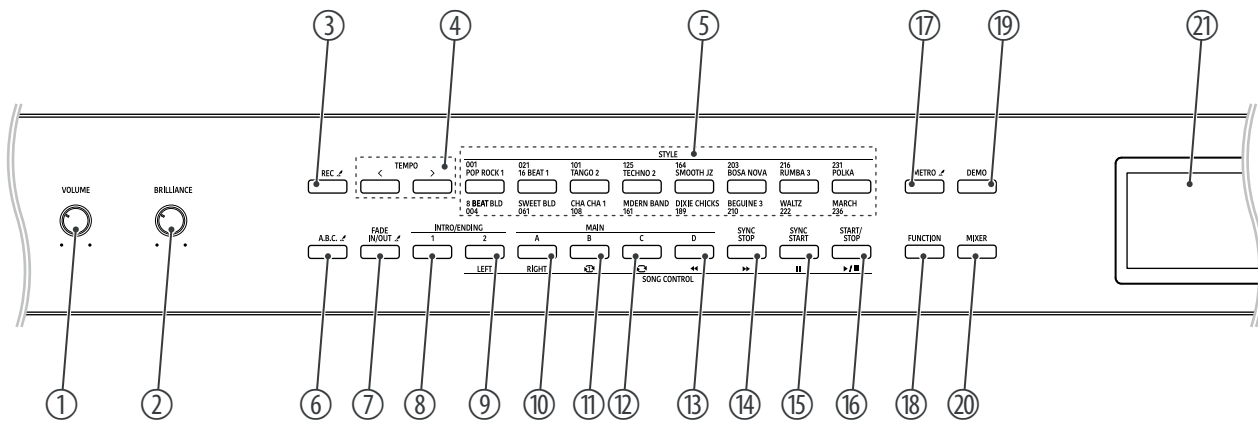 ③ ④ ⑤ ⑰ ⑲ ㉑
STYLE
TEMPO
001 021 101 125 164 203 216 231
REC < > POP ROCK 1 16 BEAT 1 TANGO 2 TECHNO 2 SMOOTH JZ BOSA NOVA RUMBA 3 POLKA METRO DEMO
VOLUME BRILLIANCE
8 BEAT BLD SWEET BLD CHA CHA 1 MDERN BAND DIXIE CHICKS BEGUINE 3 WALTZ MARCH
004 061 108 161 189 210 222 236
INTRO/ENDING MAIN
A.B.C. FADE IN/OUT 1 2 A B C D SYNC STOP SYNC START START/STOP FUNCTION MIXER
LEFT RIGHT
SONG CONTROL
① ② ⑥ ⑦ ⑧ ⑨ ⑩ ⑪ ⑫ ⑬ ⑭ ⑮ ⑯ ⑱ ⑳